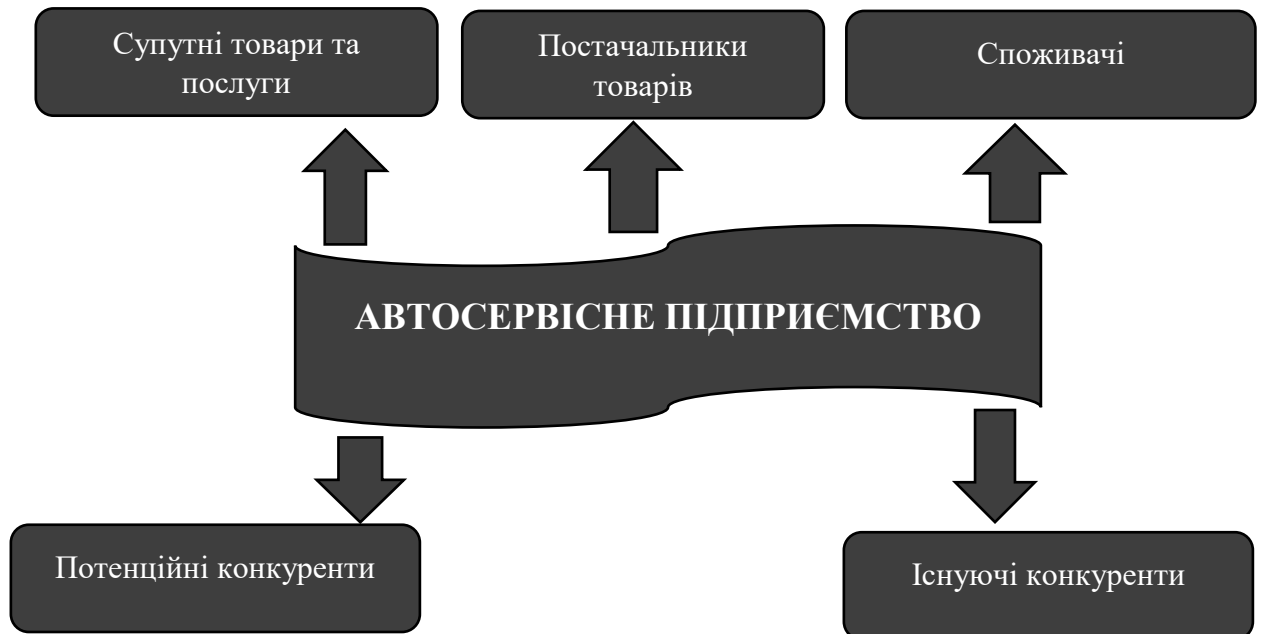 Супутні товари та
послуги
Постачальники
товарів
Споживачі
АВТОСЕРВІСНЕ ПІДПРИЄМСТВО
Потенційні конкуренти
Існуючі конкуренти